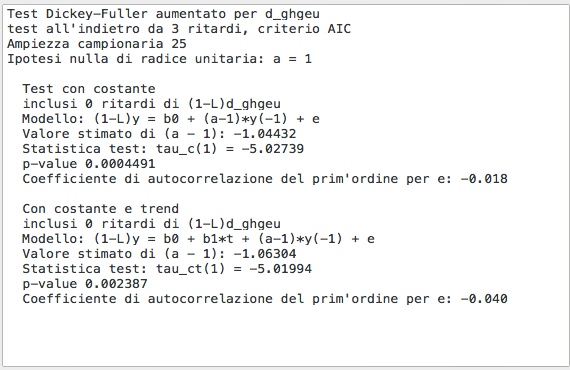 Test Dickey-Fuller aumentato per d_ghgeu
test all'indietro da 3 ritardi, criterio AIC
Ampiezza campionaria 25
Ipotesi nulla di radice unitaria: a = 1
Test con costante
inclusi 0 ritardi di (1-L)d_ghgeu
Modello: (1-L)y = b0 + (a-1)*y(-1) + e
Valore stimato di (a - 1): -1.04432
Statistica test: tau_c(1) = -5.02739
p-value 0.0004491
Coefficiente di autocorrelazione del prim'ordine per e: -0.018
Con costante e trend
inclusi 0 ritardi di (1-L)d_ghgeu
Modello: (1-L)y = b0 + b1*t + (a-1)*y(-1) + e
Valore stimato di (a - 1): -1.06304
Statistica test: tau_ct(1) = -5.01994
p-value 0.002387
Coefficiente di autocorrelazione del prim'ordine per e: -0.040